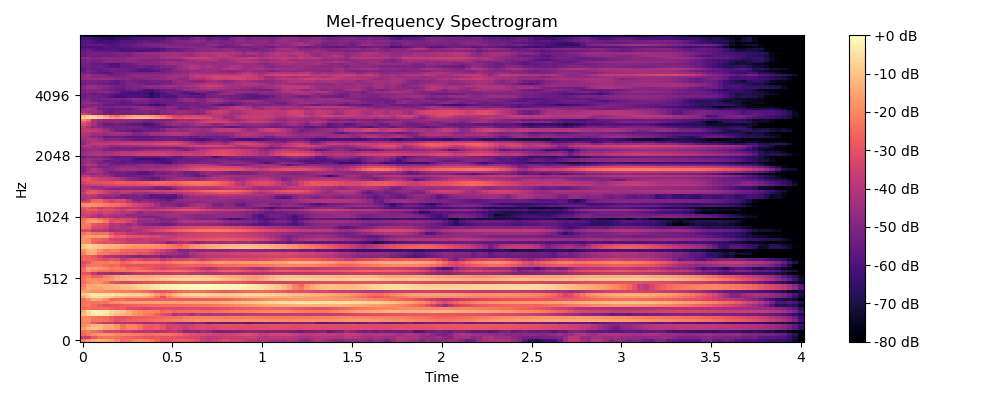 Mel-frequency Spectrogram
Hz
4096
2048
1024
512
0
0
0.5
1
1.5
2
2.5
3
3.5
4
Time
+0 dB
-10 dB
-20 dB
-30 dB
-40 dB
-50 dB
-60 dB
-70 dB
-80 dB